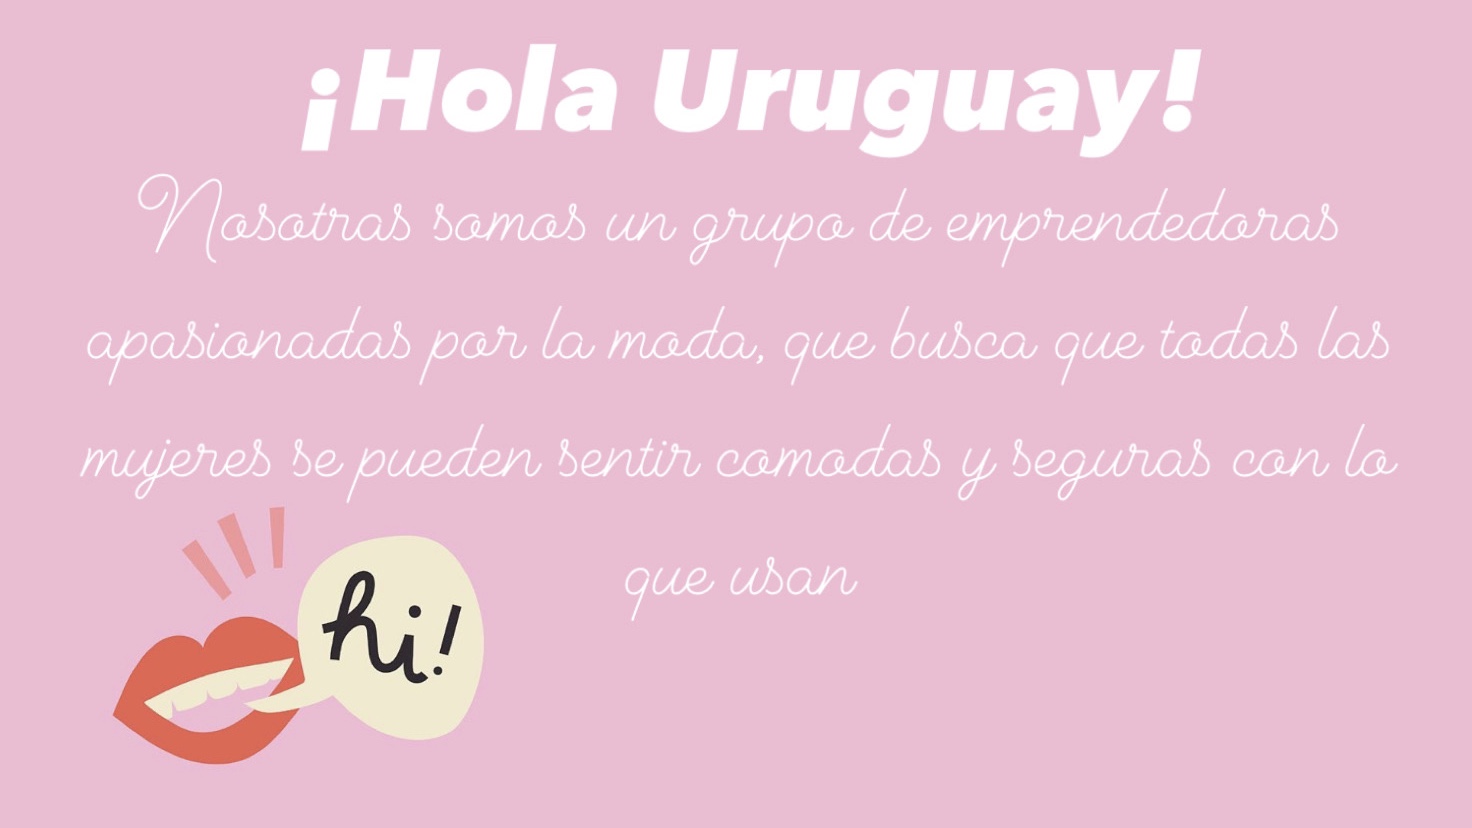 ¡Hola Uruguay!
Nosotras somos un grupo de emprendedoras
apasionadas por la moda, que busca que todas las
mujeres se pueden sentir comodas y seguras con lo
que usan
hi!